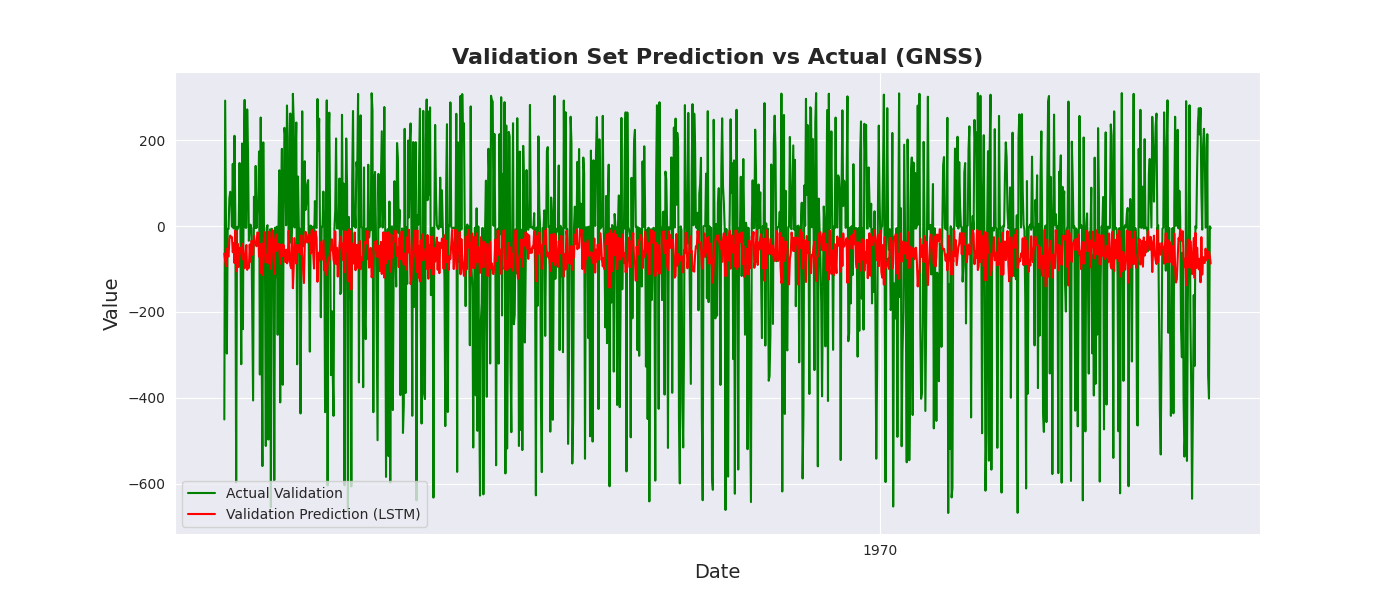 Validation Set Prediction vs Actual (GNSS)
Value
200
0
−200
−400
−600
Actual Validation
Validation Prediction (LSTM)
1970
Date